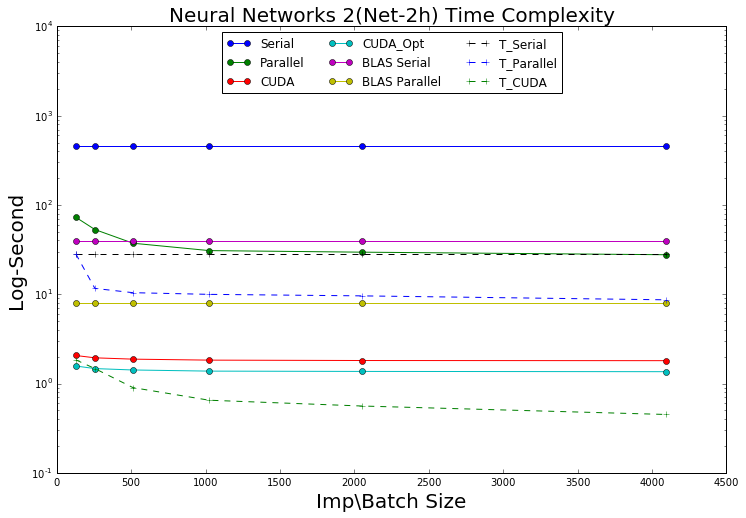 Neural Networks 2(Net-2h) Time Complexity
Serial CUDA_Opt T_Serial
Parallel BLAS Serial T_Parallel
CUDA BLAS Parallel T_CUDA
10^4
10^3
10^2
10^1
10^0
10^-1
Log-Second
0 500 1000 1500 2000 2500 3000 3500 4000 4500
Imp\Batch Size